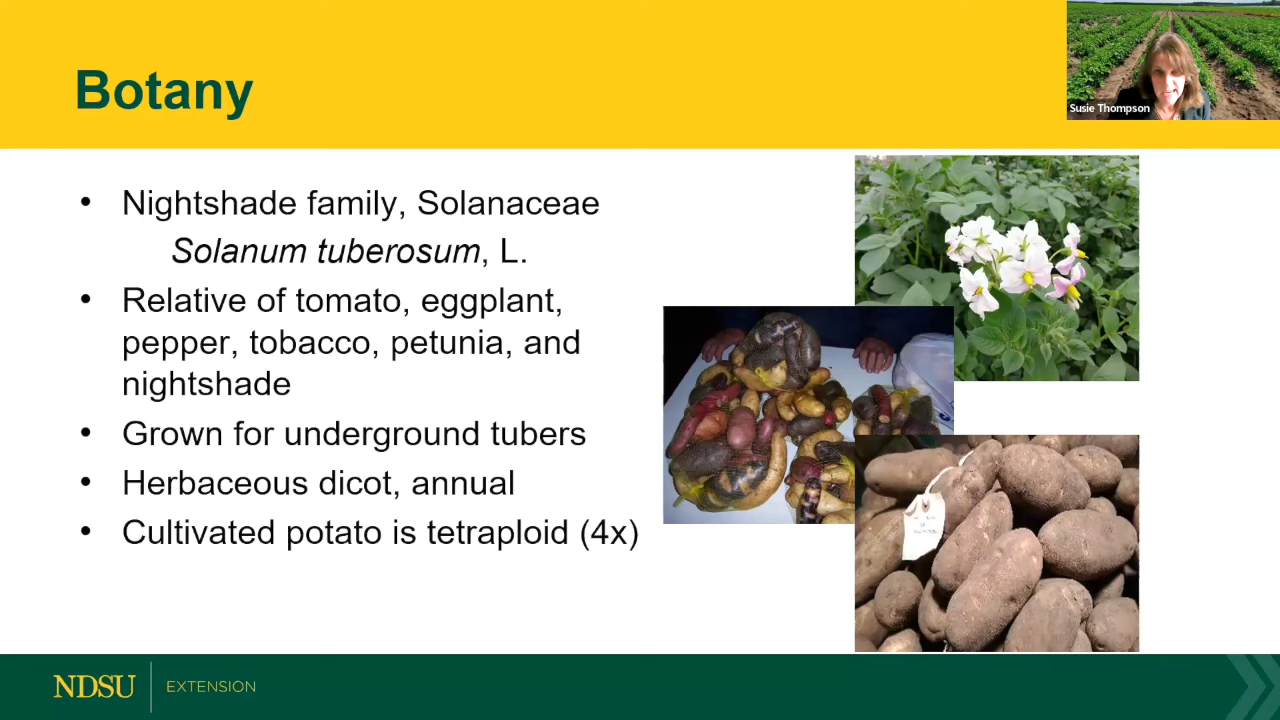 Botany
Susie Thompson
• Nightshade family, Solanaceae
Solanum tuberosum, L.
• Relative of tomato, eggplant,
pepper, tobacco, petunia, and
nightshade
• Grown for underground tubers
• Herbaceous dicot, annual
• Cultivated potato is tetraploid (4x)
NDSU
EXTENSION